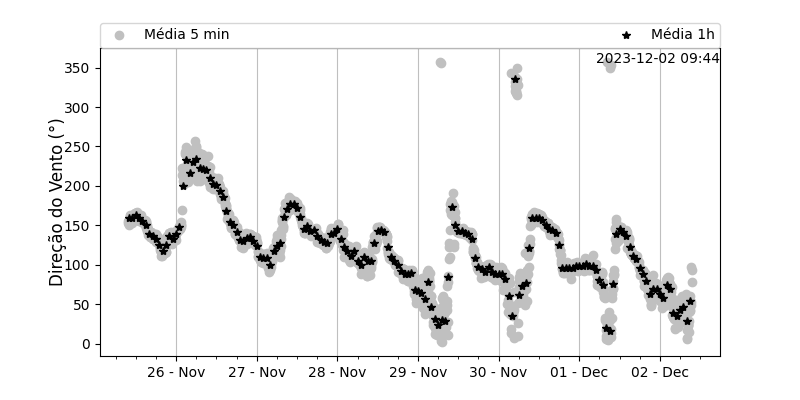 Média 5 min
Média 1h
2023-12-02 09:44
Direção do Vento (°)
350
300
250
200
150
100
50
0
26 - Nov
27 - Nov
28 - Nov
29 - Nov
30 - Nov
01 - Dec
02 - Dec